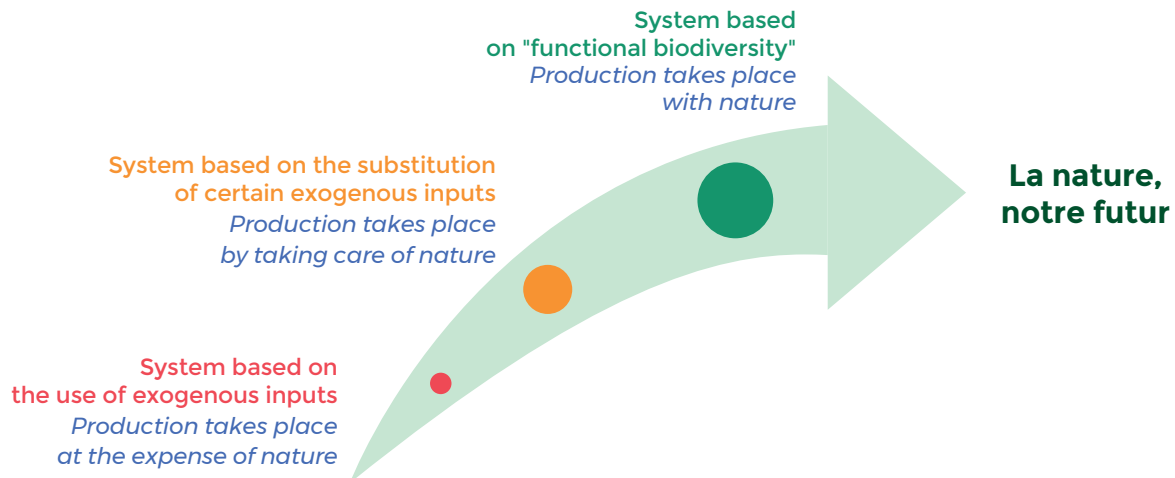 System based
on "functional biodiversity"
Production takes place
with nature
System based on the substitution
of certain exogenous inputs
Production takes place
by taking care of nature
System based on
the use of exogenous inputs
Production takes place
at the expense of nature
La nature,
notre futur